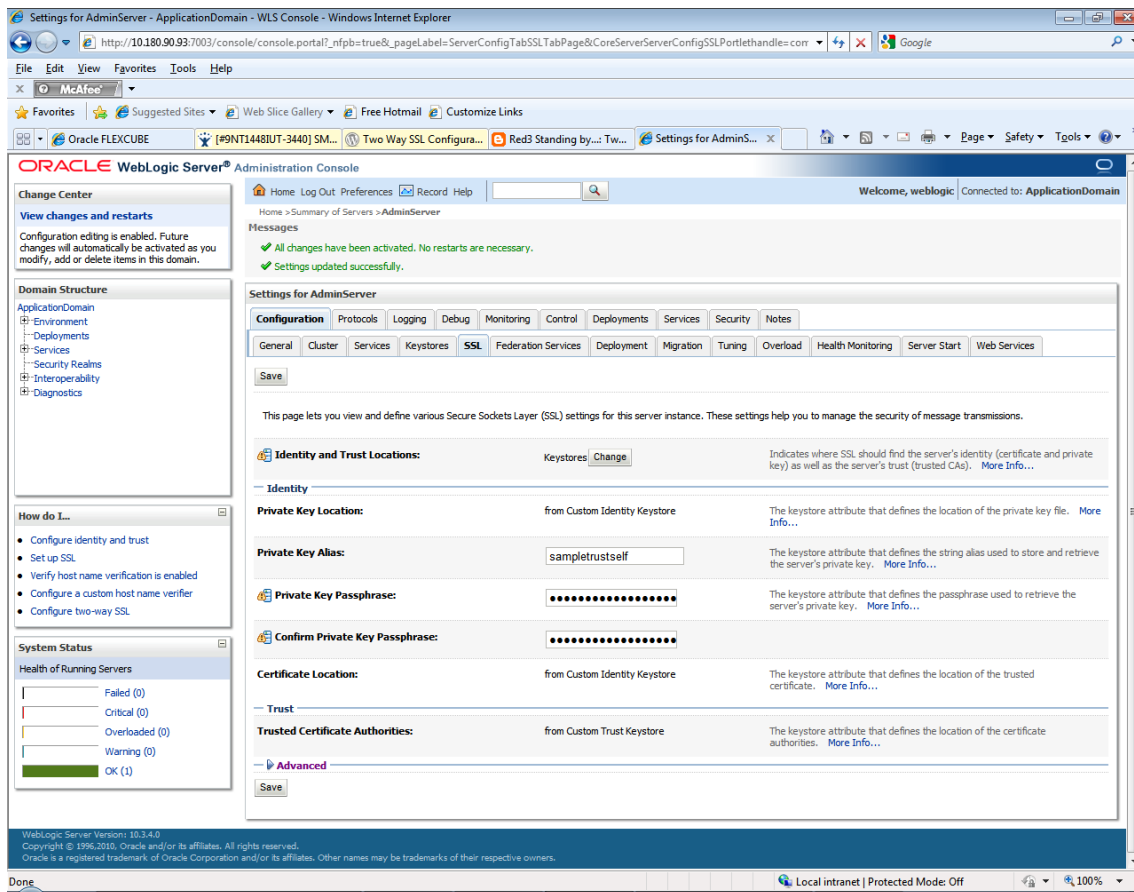 Settings for AdminServer - ApplicationDomain - WLS Console - Windows Internet Explorer
http://10.180.90.93:7003/console/console.portal?_nfpb=true&_pageLabel=ServerConfigTabSSLTabPage&CoreServerServerConfigSSLPortlethandle=com
Google
File Edit View Favorites Tools Help
X McAfee
Favorites Suggested Sites Web Slice Gallery Free Hotmail Customize Links
Oracle FLEXCUBE [#9NT1448IUT-3440] SM... Two Way SSL Configura... Red3 Standing by...: Tw... Settings for AdminS... X Page Safety Tools
ORACLE WebLogic Server® Administration Console
Change Center
View changes and restarts
Configuration editing is enabled. Future
changes will automatically be activated as you
modify, add or delete items in this domain.
Domain Structure
ApplicationDomain
Environment
Deployments
Services
Security Realms
Interoperability
Diagnostics
How do I...
Configure identity and trust
Set up SSL
Verify host name verification is enabled
Configure a custom host name verifier
Configure two-way SSL
System Status
Health of Running Servers
Failed (0)
Critical (0)
Overloaded (0)
Warning (0)
OK (1)
Home Log Out Preferences Record Help
Welcome, weblogic Connected to: ApplicationDomain
Home >Summary of Servers >AdminServer
Messages
All changes have been activated. No restarts are necessary.
Settings updated successfully.
Settings for AdminServer
Configuration Protocols Logging Debug Monitoring Control Deployments Services Security Notes
General Cluster Services Keystores SSL Federation Services Deployment Migration Tuning Overload Health Monitoring Server Start Web Services
Save
This page lets you view and define various Secure Sockets Layer (SSL) settings for this server instance. These settings help you to manage the security of message transmissions.
Identity and Trust Locations: Keystores Change Indicates where SSL should find the server's identity (certificate and private
key) as well as the server's trust (trusted CAs). More Info...
Identity
Private Key Location: from Custom Identity Keystore The keystore attribute that defines the location of the private key file. More
Info...
Private Key Alias: sampletrustself The keystore attribute that defines the string alias used to store and retrieve
the server's private key. More Info...
Private Key Passphrase: ●●●●●●●●●●●●●●●●●● The keystore attribute that defines the passphrase used to retrieve the
server's private key. More Info...
Confirm Private Key Passphrase: ●●●●●●●●●●●●●●●●●●
Certificate Location: from Custom Identity Keystore The keystore attribute that defines the location of the trusted
certificate. More Info...
Trust
Trusted Certificate Authorities: from Custom Trust Keystore The keystore attribute that defines the location of the certificate
authorities. More Info...
Advanced
Save
WebLogic Server Version: 10.3.4.0
Copyright © 1996,2010, Oracle and/or its affiliates. All rights reserved.
Oracle is a registered trademark of Oracle Corporation and/or its affiliates. Other names may be trademarks of their respective owners.
Done Local intranet | Protected Mode: Off 100%